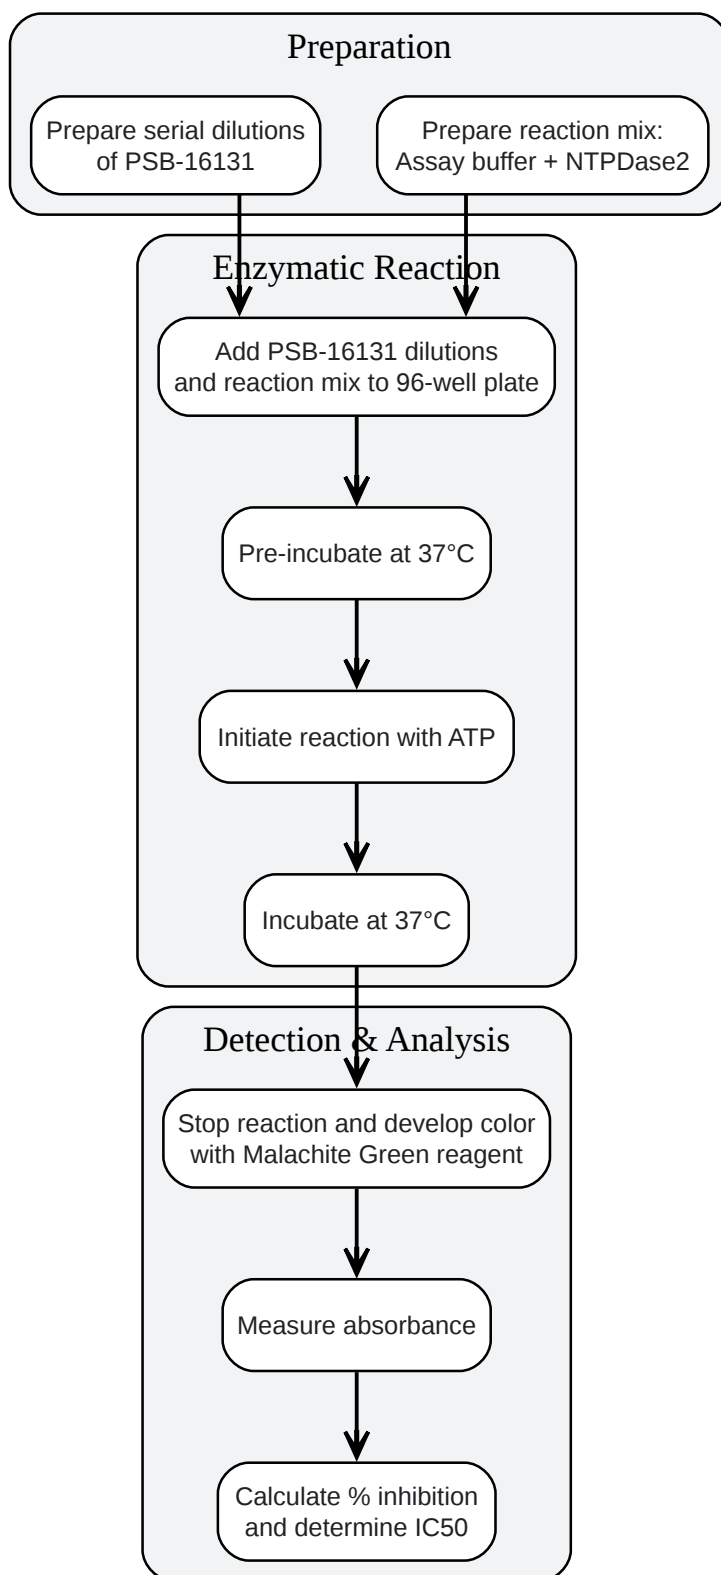 Preparation
Prepare serial dilutions
of PSB-16131
Prepare reaction mix:
Assay buffer + NTPDase2
Enzymatic Reaction
Add PSB-16131 dilutions
and reaction mix to 96-well plate
Pre-incubate at 37°C
Initiate reaction with ATP
Incubate at 37°C
Detection & Analysis
Stop reaction and develop color
with Malachite Green reagent
Measure absorbance
Calculate % inhibition
and determine IC50